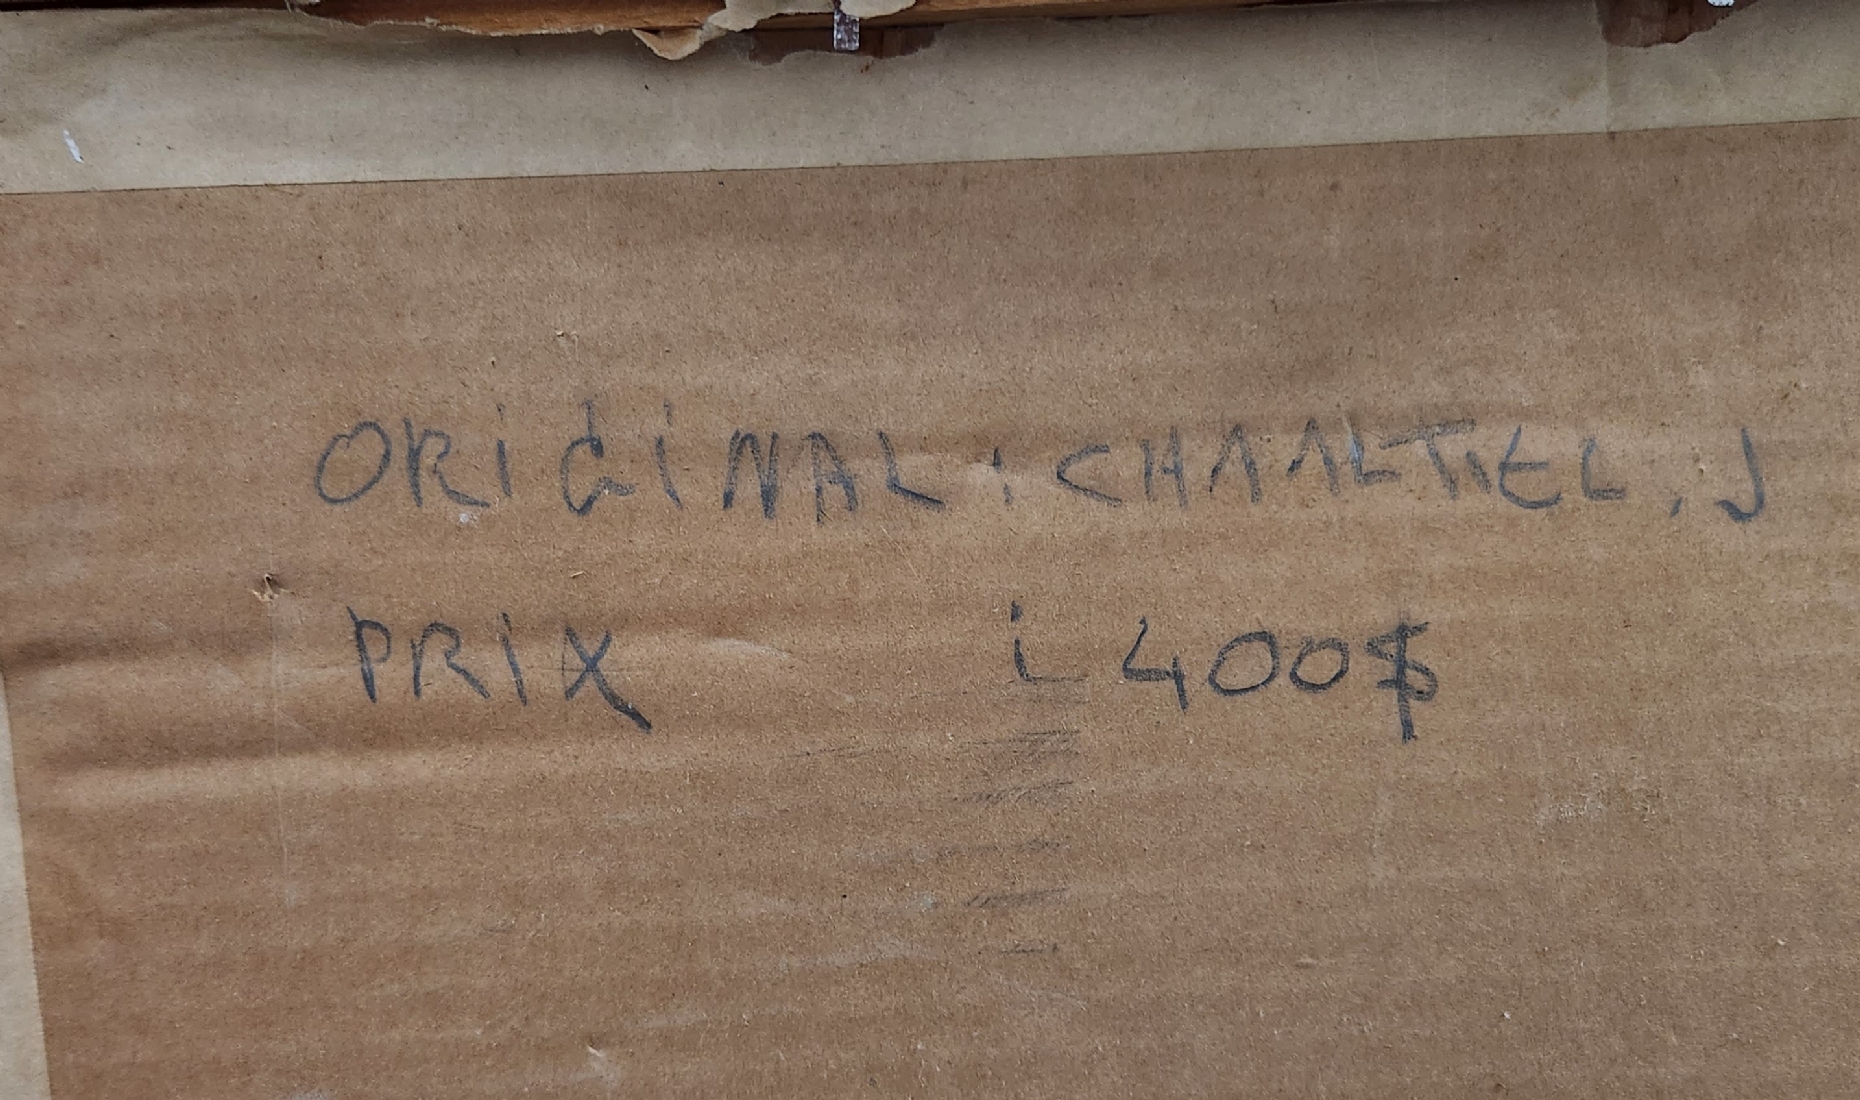 ORIGINAL : CHAALTIEL, J
PRIX : 400$